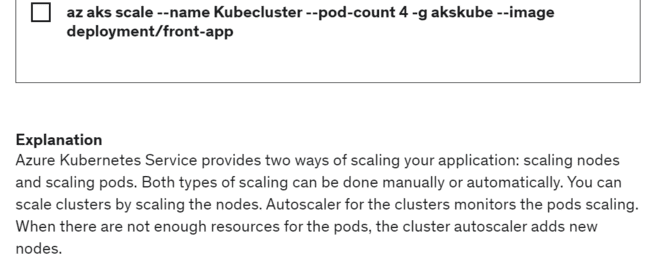 az aks scale --name Kubecluster --pod-count 4 -g akskube --image
deployment/front-app
Explanation
Azure Kubernetes Service provides two ways of scaling your application: scaling nodes
and scaling pods. Both types of scaling can be done manually or automatically. You can
scale clusters by scaling the nodes. Autoscaler for the clusters monitors the pods scaling.
When there are not enough resources for the pods, the cluster autoscaler adds new
nodes.